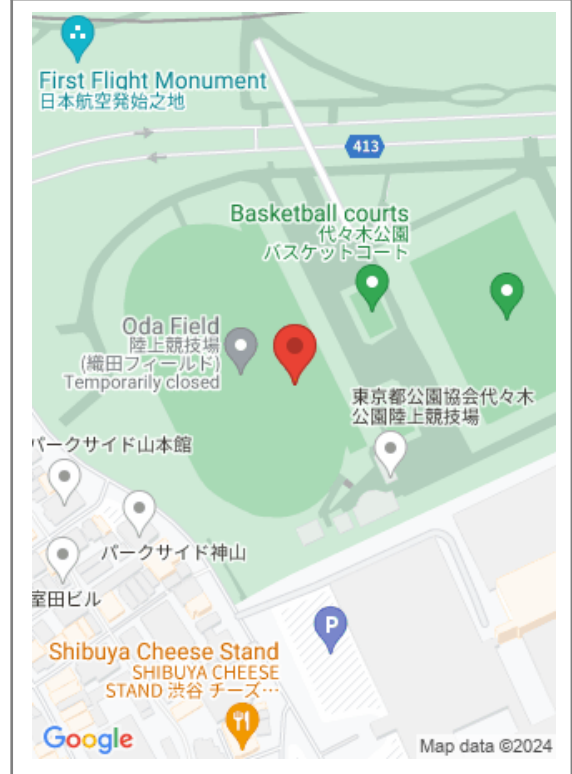 First Flight Monument
日本航空発始之地
413
Basketball courts
代々木公園
バスケットコート
Oda Field
陸上競技場
(織田フィールド)
Temporarily closed
東京都公園協会代々木
公園陸上競技場
パークサイド山本館
パークサイド神山
室田ビル
P
Shibuya Cheese Stand
SHIBUYA CHEESE
STAND 渋谷 チーズ…
Google
Map data ©2024